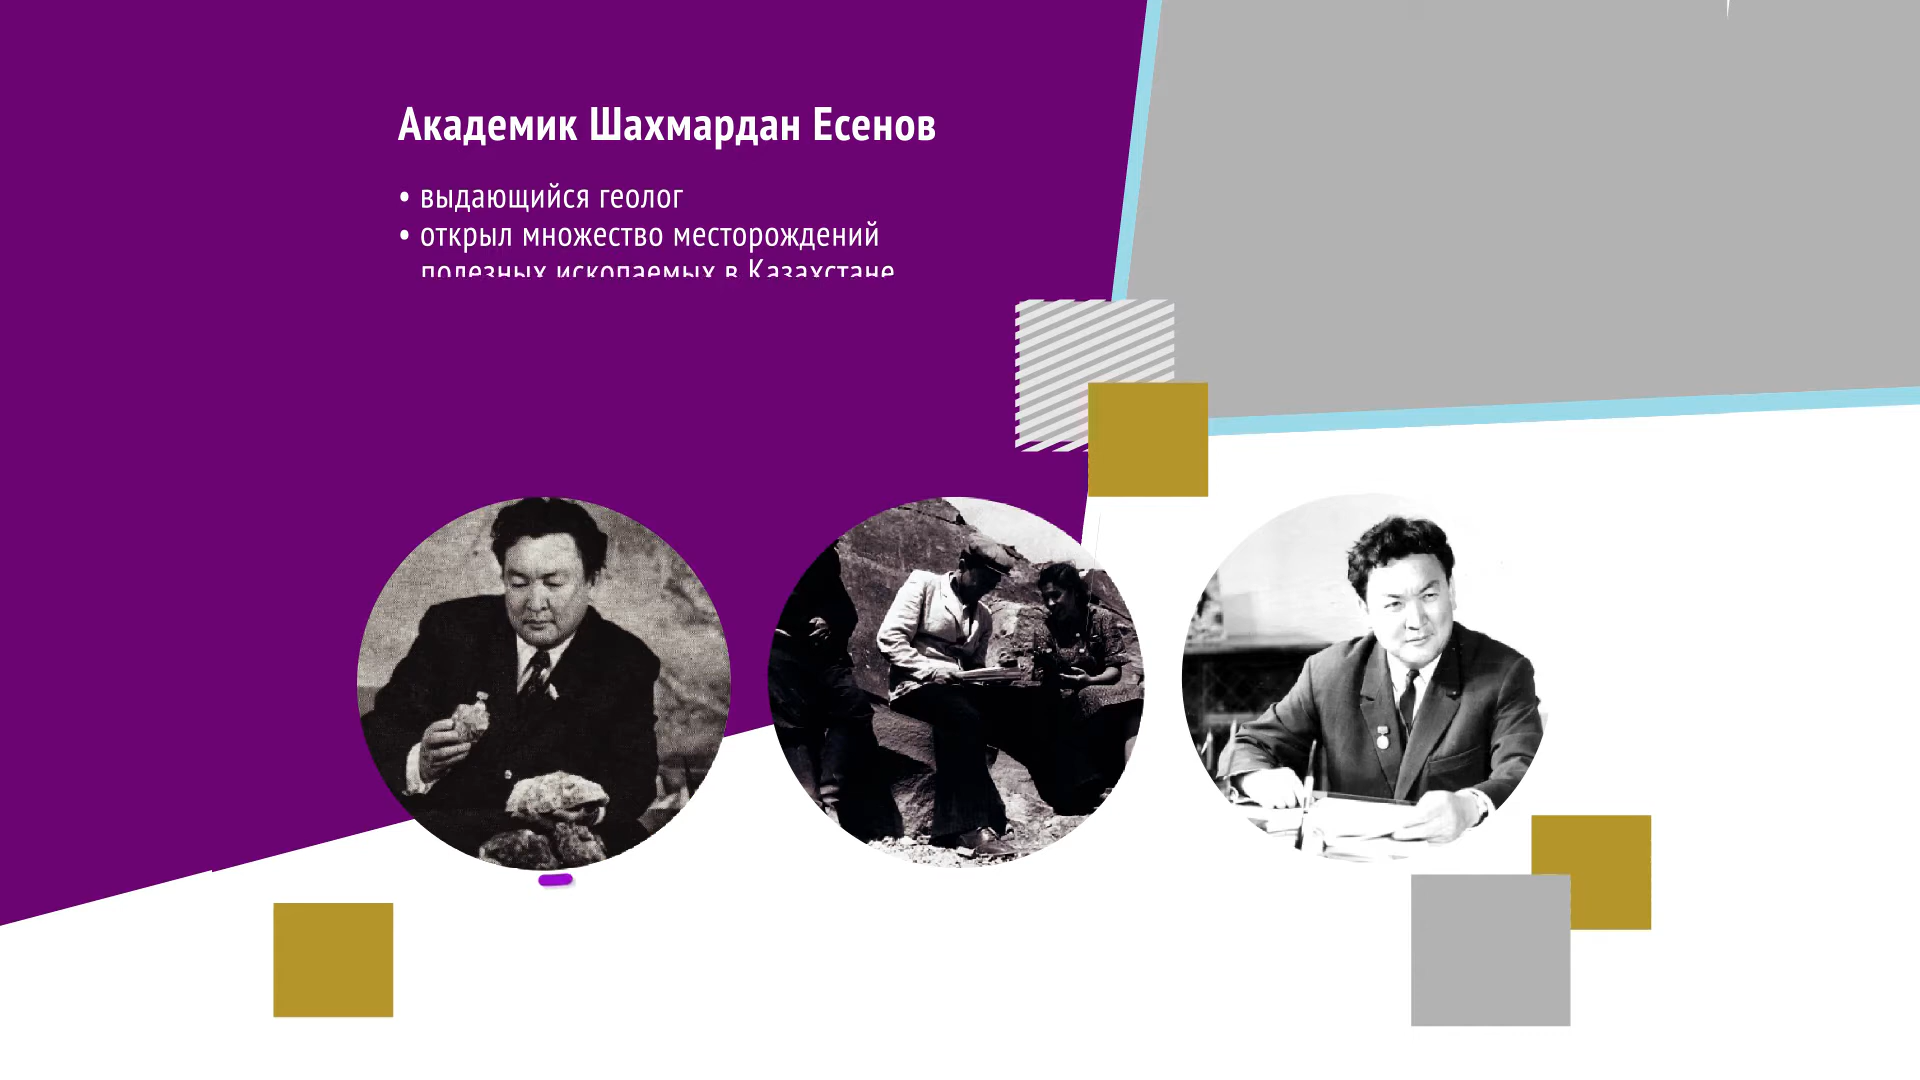 Академик Шахмардан Есенов
• выдающийся геолог
• открыл множество месторождений
полезных ископаемых в Казахстане